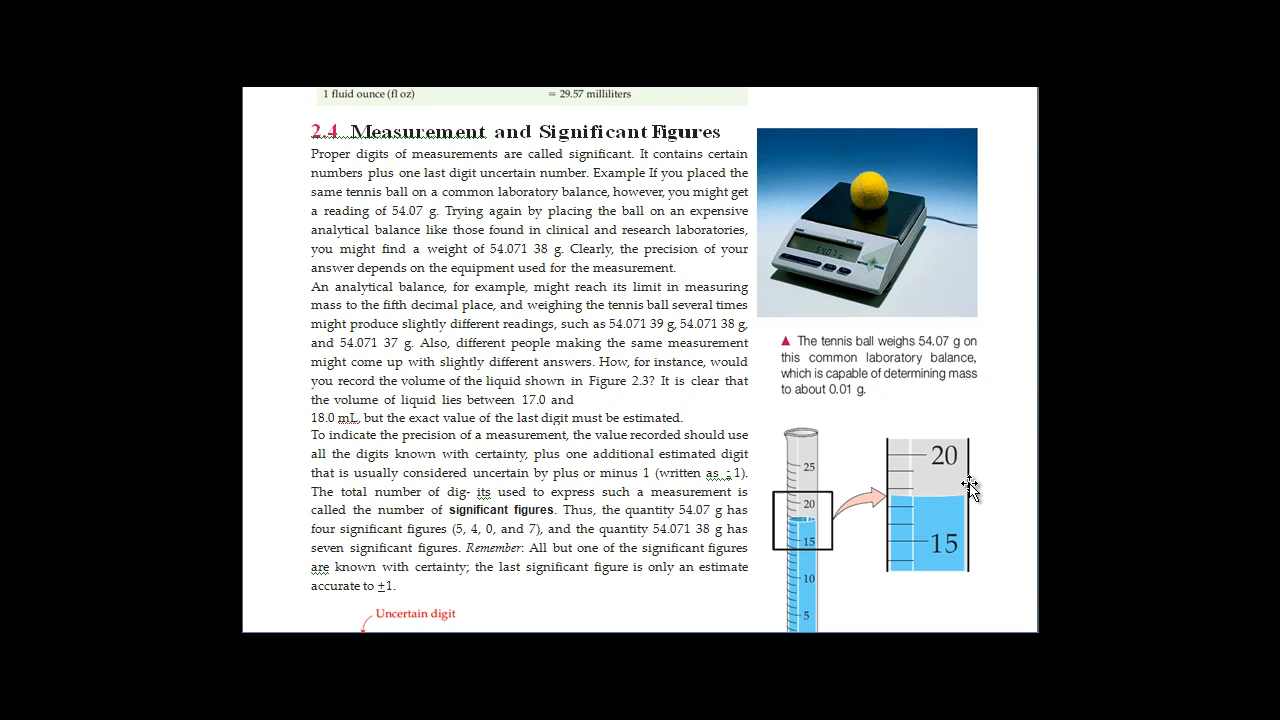 1 fluid ounce (fl oz) = 29.57 milliliters
2.4 Measurement and Significant Figures
Proper digits of measurements are called significant. It contains certain
numbers plus one last digit uncertain number. Example If you placed the
same tennis ball on a common laboratory balance, however, you might get
a reading of 54.07 g. Trying again by placing the ball on an expensive
analytical balance like those found in clinical and research laboratories,
you might find a weight of 54.071 38 g. Clearly, the precision of your
answer depends on the equipment used for the measurement.
An analytical balance, for example, might reach its limit in measuring
mass to the fifth decimal place, and weighing the tennis ball several times
might produce slightly different readings, such as 54.071 39 g, 54.071 38 g,
and 54.071 37 g. Also, different people making the same measurement
might come up with slightly different answers. How, for instance, would
you record the volume of the liquid shown in Figure 2.3? It is clear that
the volume of liquid lies between 17.0 and
18.0 mL, but the exact value of the last digit must be estimated.
To indicate the precision of a measurement, the value recorded should use
all the digits known with certainty, plus one additional estimated digit
that is usually considered uncertain by plus or minus 1 (written as ; 1).
The total number of dig- its used to express such a measurement is
called the number of significant figures. Thus, the quantity 54.07 g has
four significant figures (5, 4, 0, and 7), and the quantity 54.071 38 g has
seven significant figures. Remember: All but one of the significant figures
are known with certainty; the last significant figure is only an estimate
accurate to ±1.
Uncertain digit
54.07 g
▲ The tennis ball weighs 54.07 g on
this common laboratory balance,
which is capable of determining mass
to about 0.01 g.
25
20
15
10
5
20
15